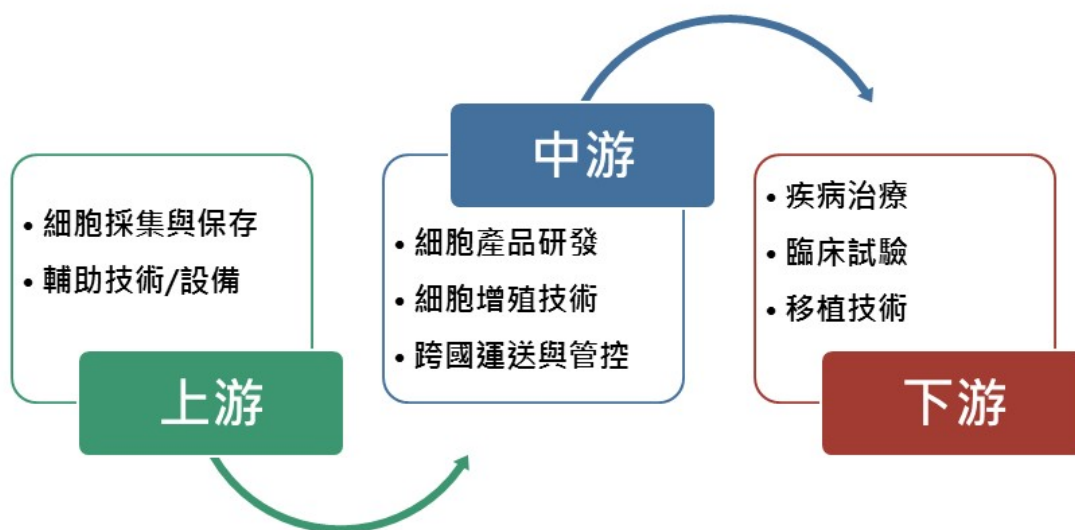 • 細胞採集與保存
• 輔助技術/設備
上游
中游
• 細胞產品研發
• 細胞增殖技術
• 跨國運送與管控
• 疾病治療
• 臨床試驗
• 移植技術
下游